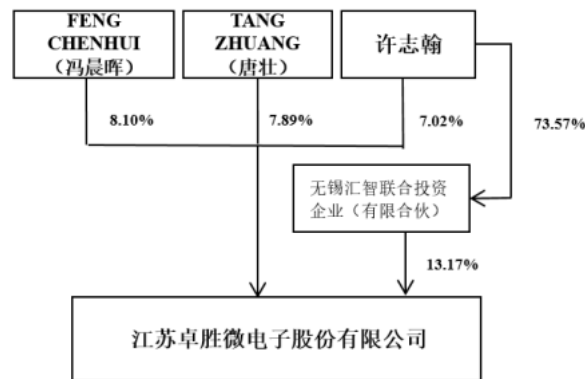 FENG
CHENHUI
（冯晨晖）
TANG
ZHUANG
（唐壮）
许志翰
8.10%
7.89%
7.02%
73.57%
无锡汇智联合投资
企业（有限合伙）
13.17%
江苏卓胜微电子股份有限公司